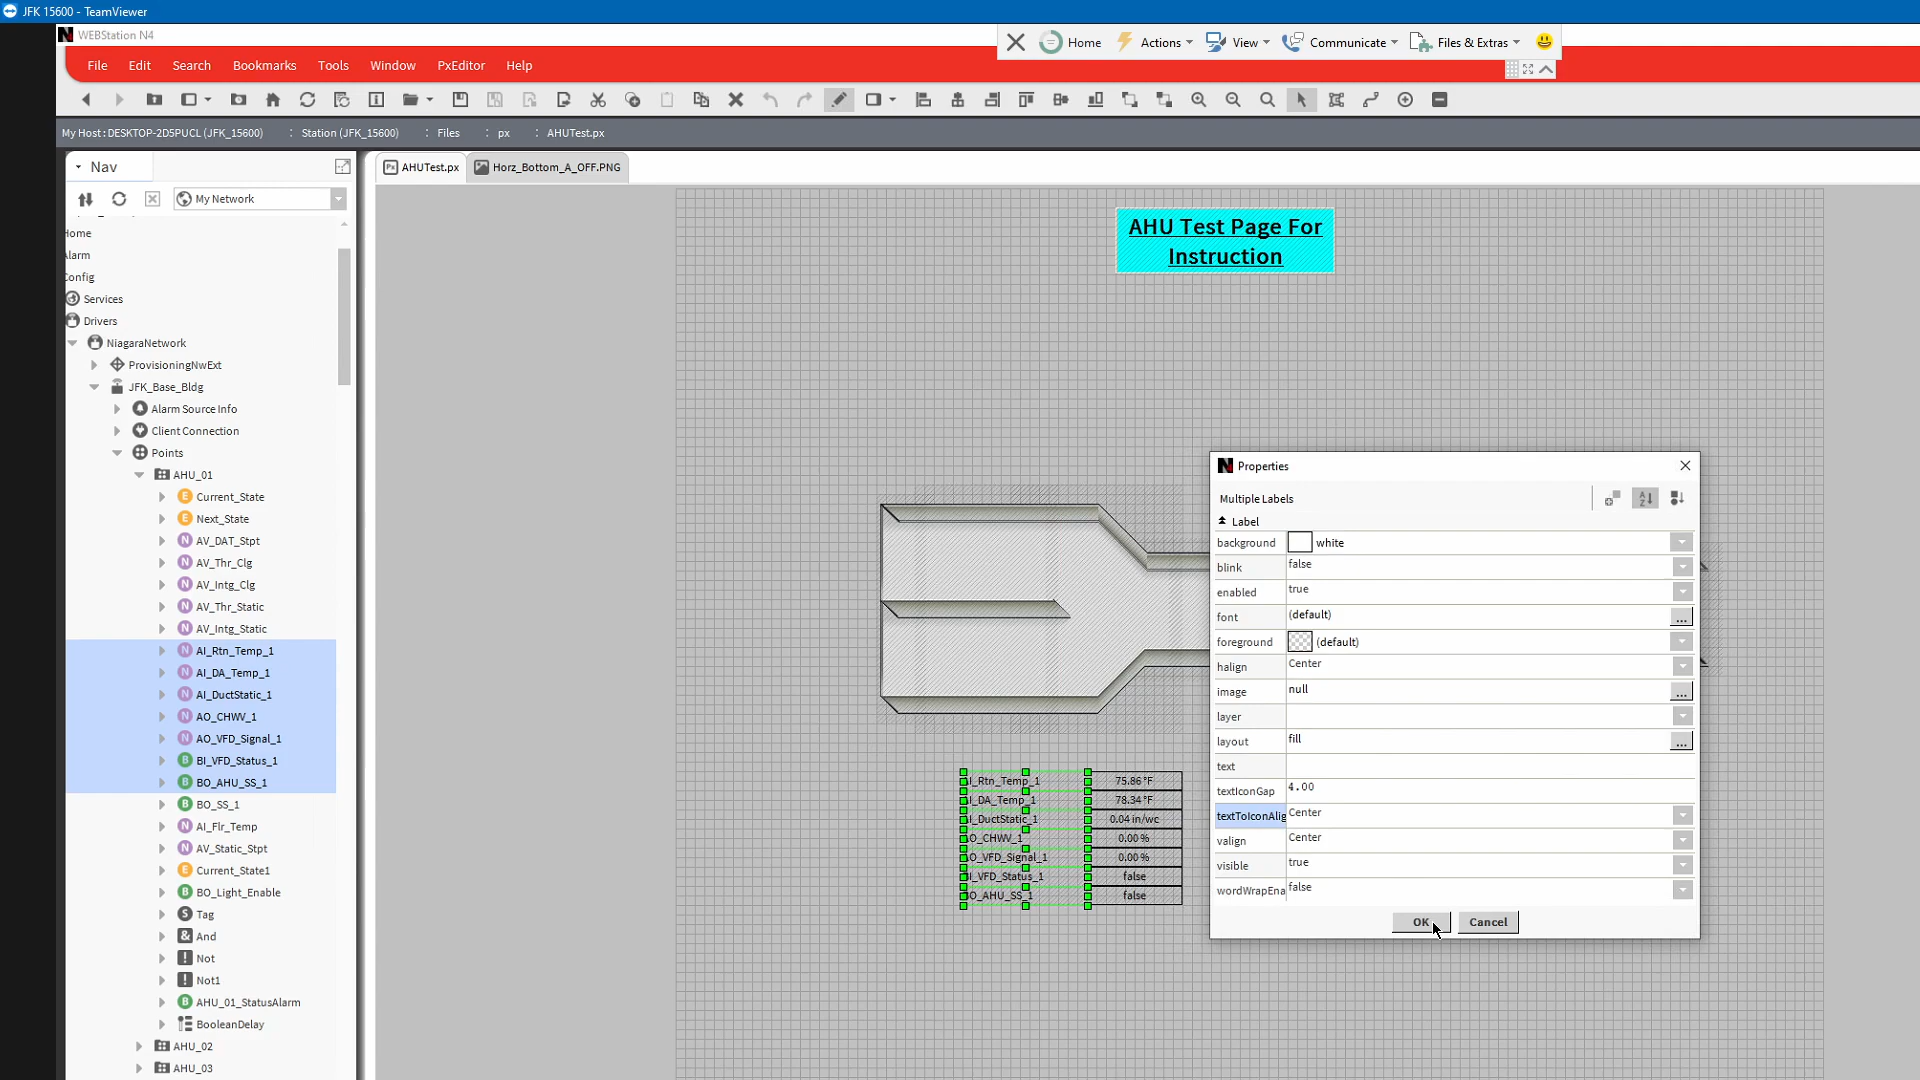 JFK 15600 - TeamViewer
WEBStation N4
Home Actions View Communicate Files & Extras
File Edit Search Bookmarks Tools Window PxEditor Help
My Host : DESKTOP-2D5PUCL (JFK_15600) : Station (JFK_15600) : Files : px : AHUTest.px
Nav
AHUTest.px
Horz_Bottom_A_OFF.PNG
My Network
Home
Alarm
Config
Services
Drivers
NiagaraNetwork
ProvisioningNwExt
JFK_Base_Bldg
Alarm Source Info
Client Connection
Points
AHU_01
Current_State
Next_State
AV_DAT_Stpt
AV_Thr_Clg
AV_Intg_Clg
AV_Thr_Static
AV_Intg_Static
AI_Rtn_Temp_1
AI_DA_Temp_1
AI_DuctStatic_1
AO_CHWV_1
AO_VFD_Signal_1
BI_VFD_Status_1
BO_AHU_SS_1
BO_SS_1
AI_Flr_Temp
AV_Static_Stpt
Current_State1
BO_Light_Enable
Tag
And
Not
Not1
AHU_01_StatusAlarm
BooleanDelay
AHU_02
AHU_03
AHU Test Page For
Instruction
AI_Rtn_Temp_1 75.86 °F
AI_DA_Temp_1 78.34 °F
AI_DuctStatic_1 0.04 in/wc
AO_CHWV_1 0.00 %
AO_VFD_Signal_1 0.00 %
BI_VFD_Status_1 false
BO_AHU_SS_1 false
Properties
Multiple Labels
Label
background white
blink false
enabled true
font (default) ...
foreground (default)
halign Center
image null ...
layer
layout fill ...
text
textIconGap 4.00
textToIconAlig Center
valign Center
visible true
wordWrapEna false
OK Cancel